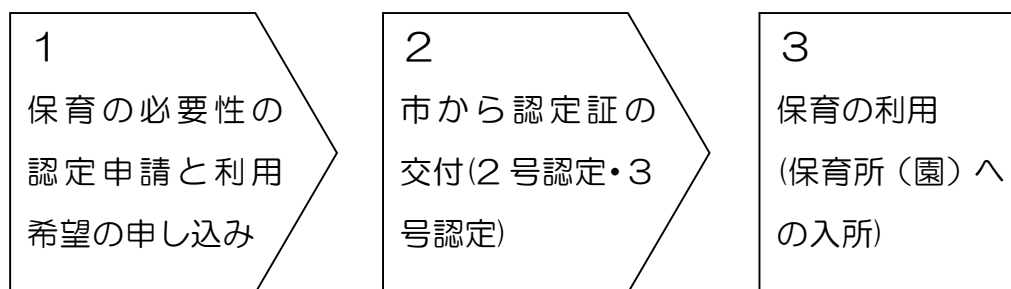 1
保育の必要性の
認定申請と利用
希望の申し込み
2
市から認定証の
交付(2号認定・3
号認定)
3
保育の利用
(保育所（園）へ
の入所)